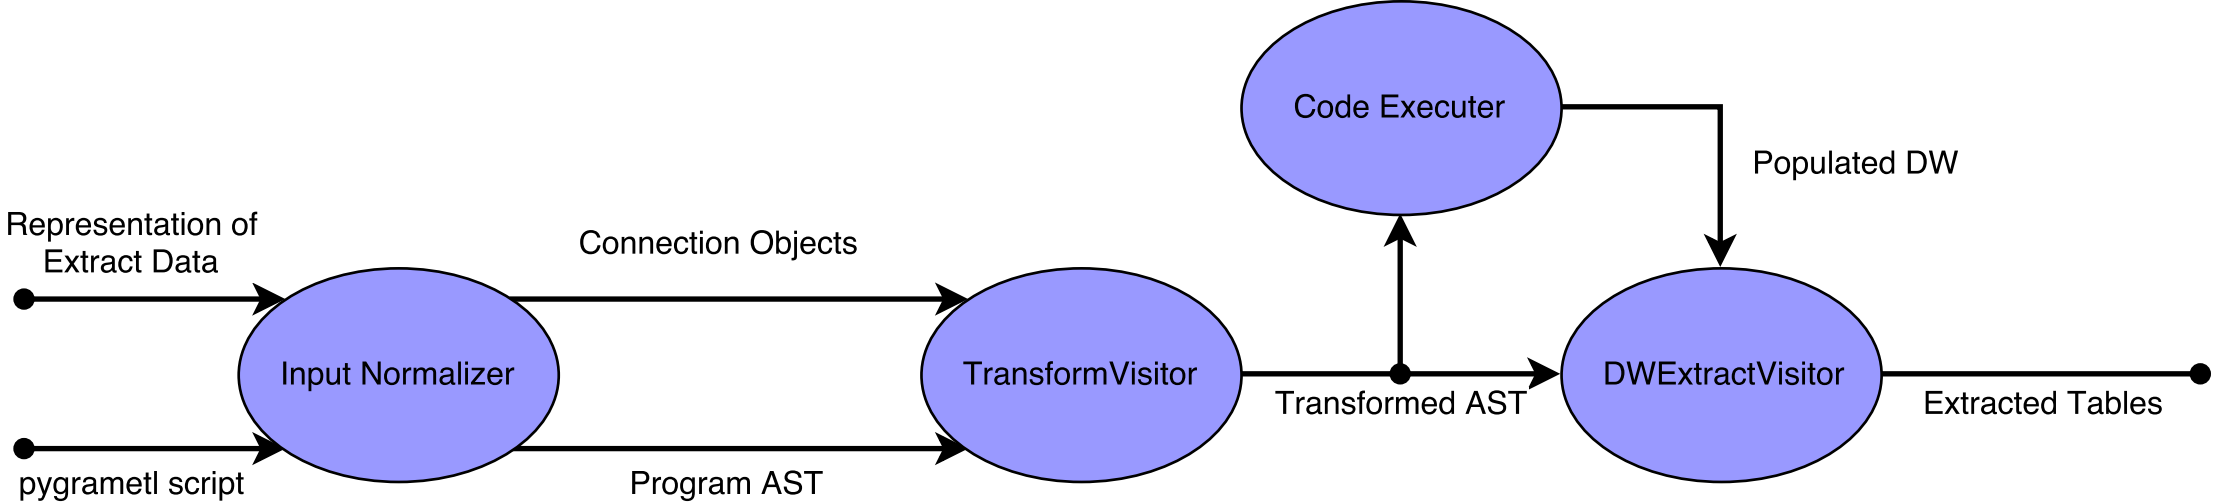 Code Executer
Populated DW
Representation of
Extract Data
Connection Objects
Input Normalizer
TransformVisitor
DWExtractVisitor
Transformed AST
Extracted Tables
pygrametl script
Program AST